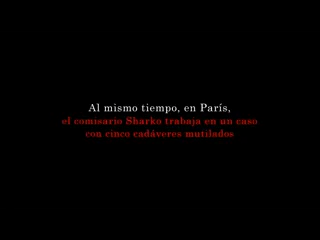 Al mismo tiempo, en París,
el comisario Sharko trabaja en un caso
con cinco cadáveres mutilados